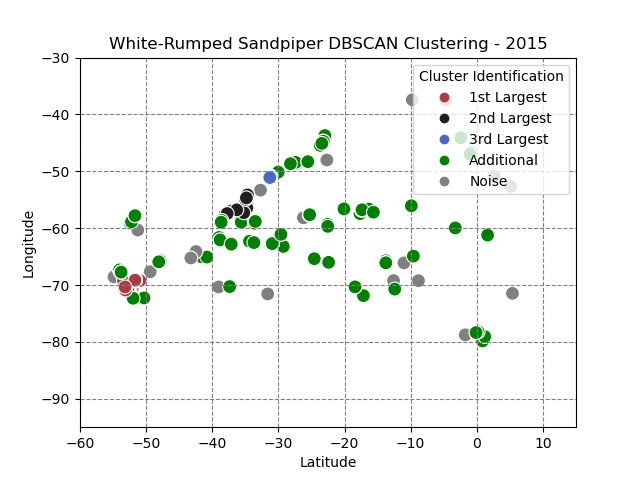 White-Rumped Sandpiper DBSCAN Clustering - 2015
Cluster Identification
1st Largest
2nd Largest
3rd Largest
Additional
Noise
Longitude
−30
−40
−50
−60
−70
−80
−90
−60
−50
−40
−30
−20
−10
0
10
Latitude